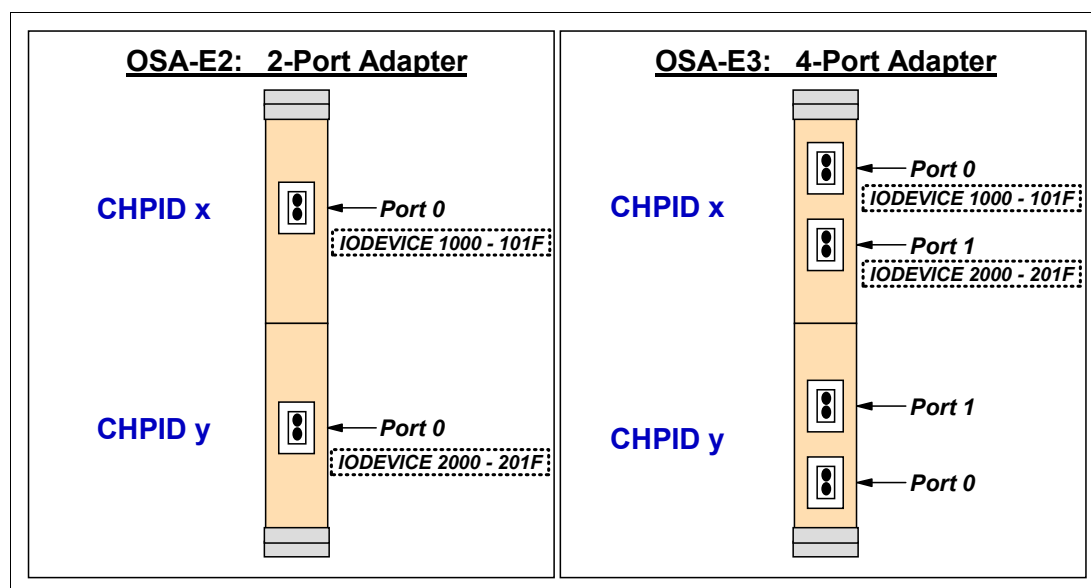 OSA-E2: 2-Port Adapter
CHPID x
Port 0
IODEVICE 1000 - 101F
CHPID y
Port 0
IODEVICE 2000 - 201F
OSA-E3: 4-Port Adapter
CHPID x
Port 0
IODEVICE 1000 - 101F
Port 1
IODEVICE 2000 - 201F
CHPID y
Port 1
Port 0